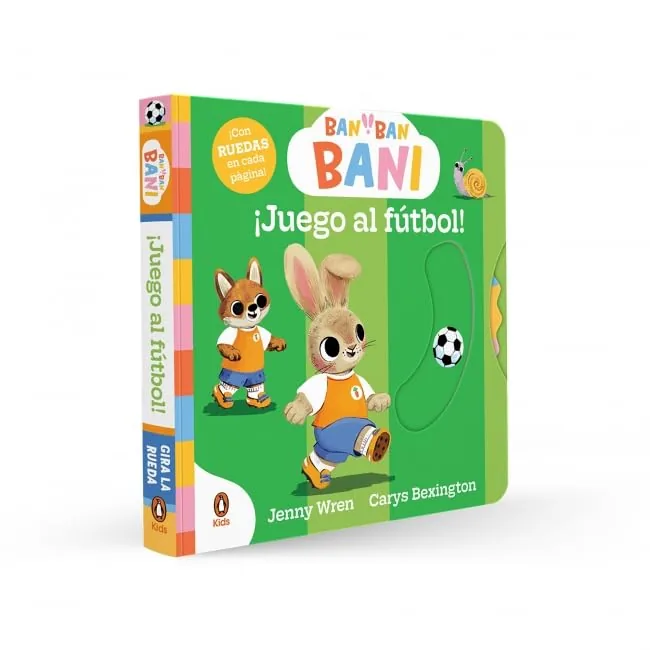 BAN BAN
BANI
¡Juego al fútbol!
GIRA LA
RUEDA
Kids
¡Con
RUEDAS
en cada
página!
BAN BAN
BANI
¡Juego al fútbol!
Jenny Wren
Carys Bexington
Kids